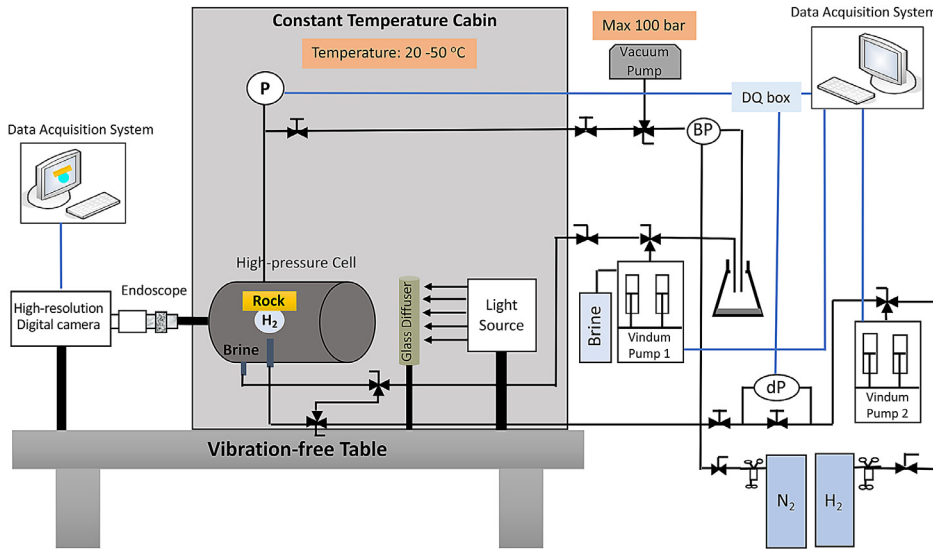 Constant Temperature Cabin
Temperature: 20 -50 °C
Max 100 bar
Vacuum
Pump
Data Acquisition System
DQ box
P
BP
Data Acquisition System
High-pressure Cell
Endoscope
High-resolution
Digital camera
Rock
H2
Brine
Glass Diffuser
Light
Source
Brine
Vindum
Pump 1
dP
Vindum
Pump 2
Vibration-free Table
N2
H2